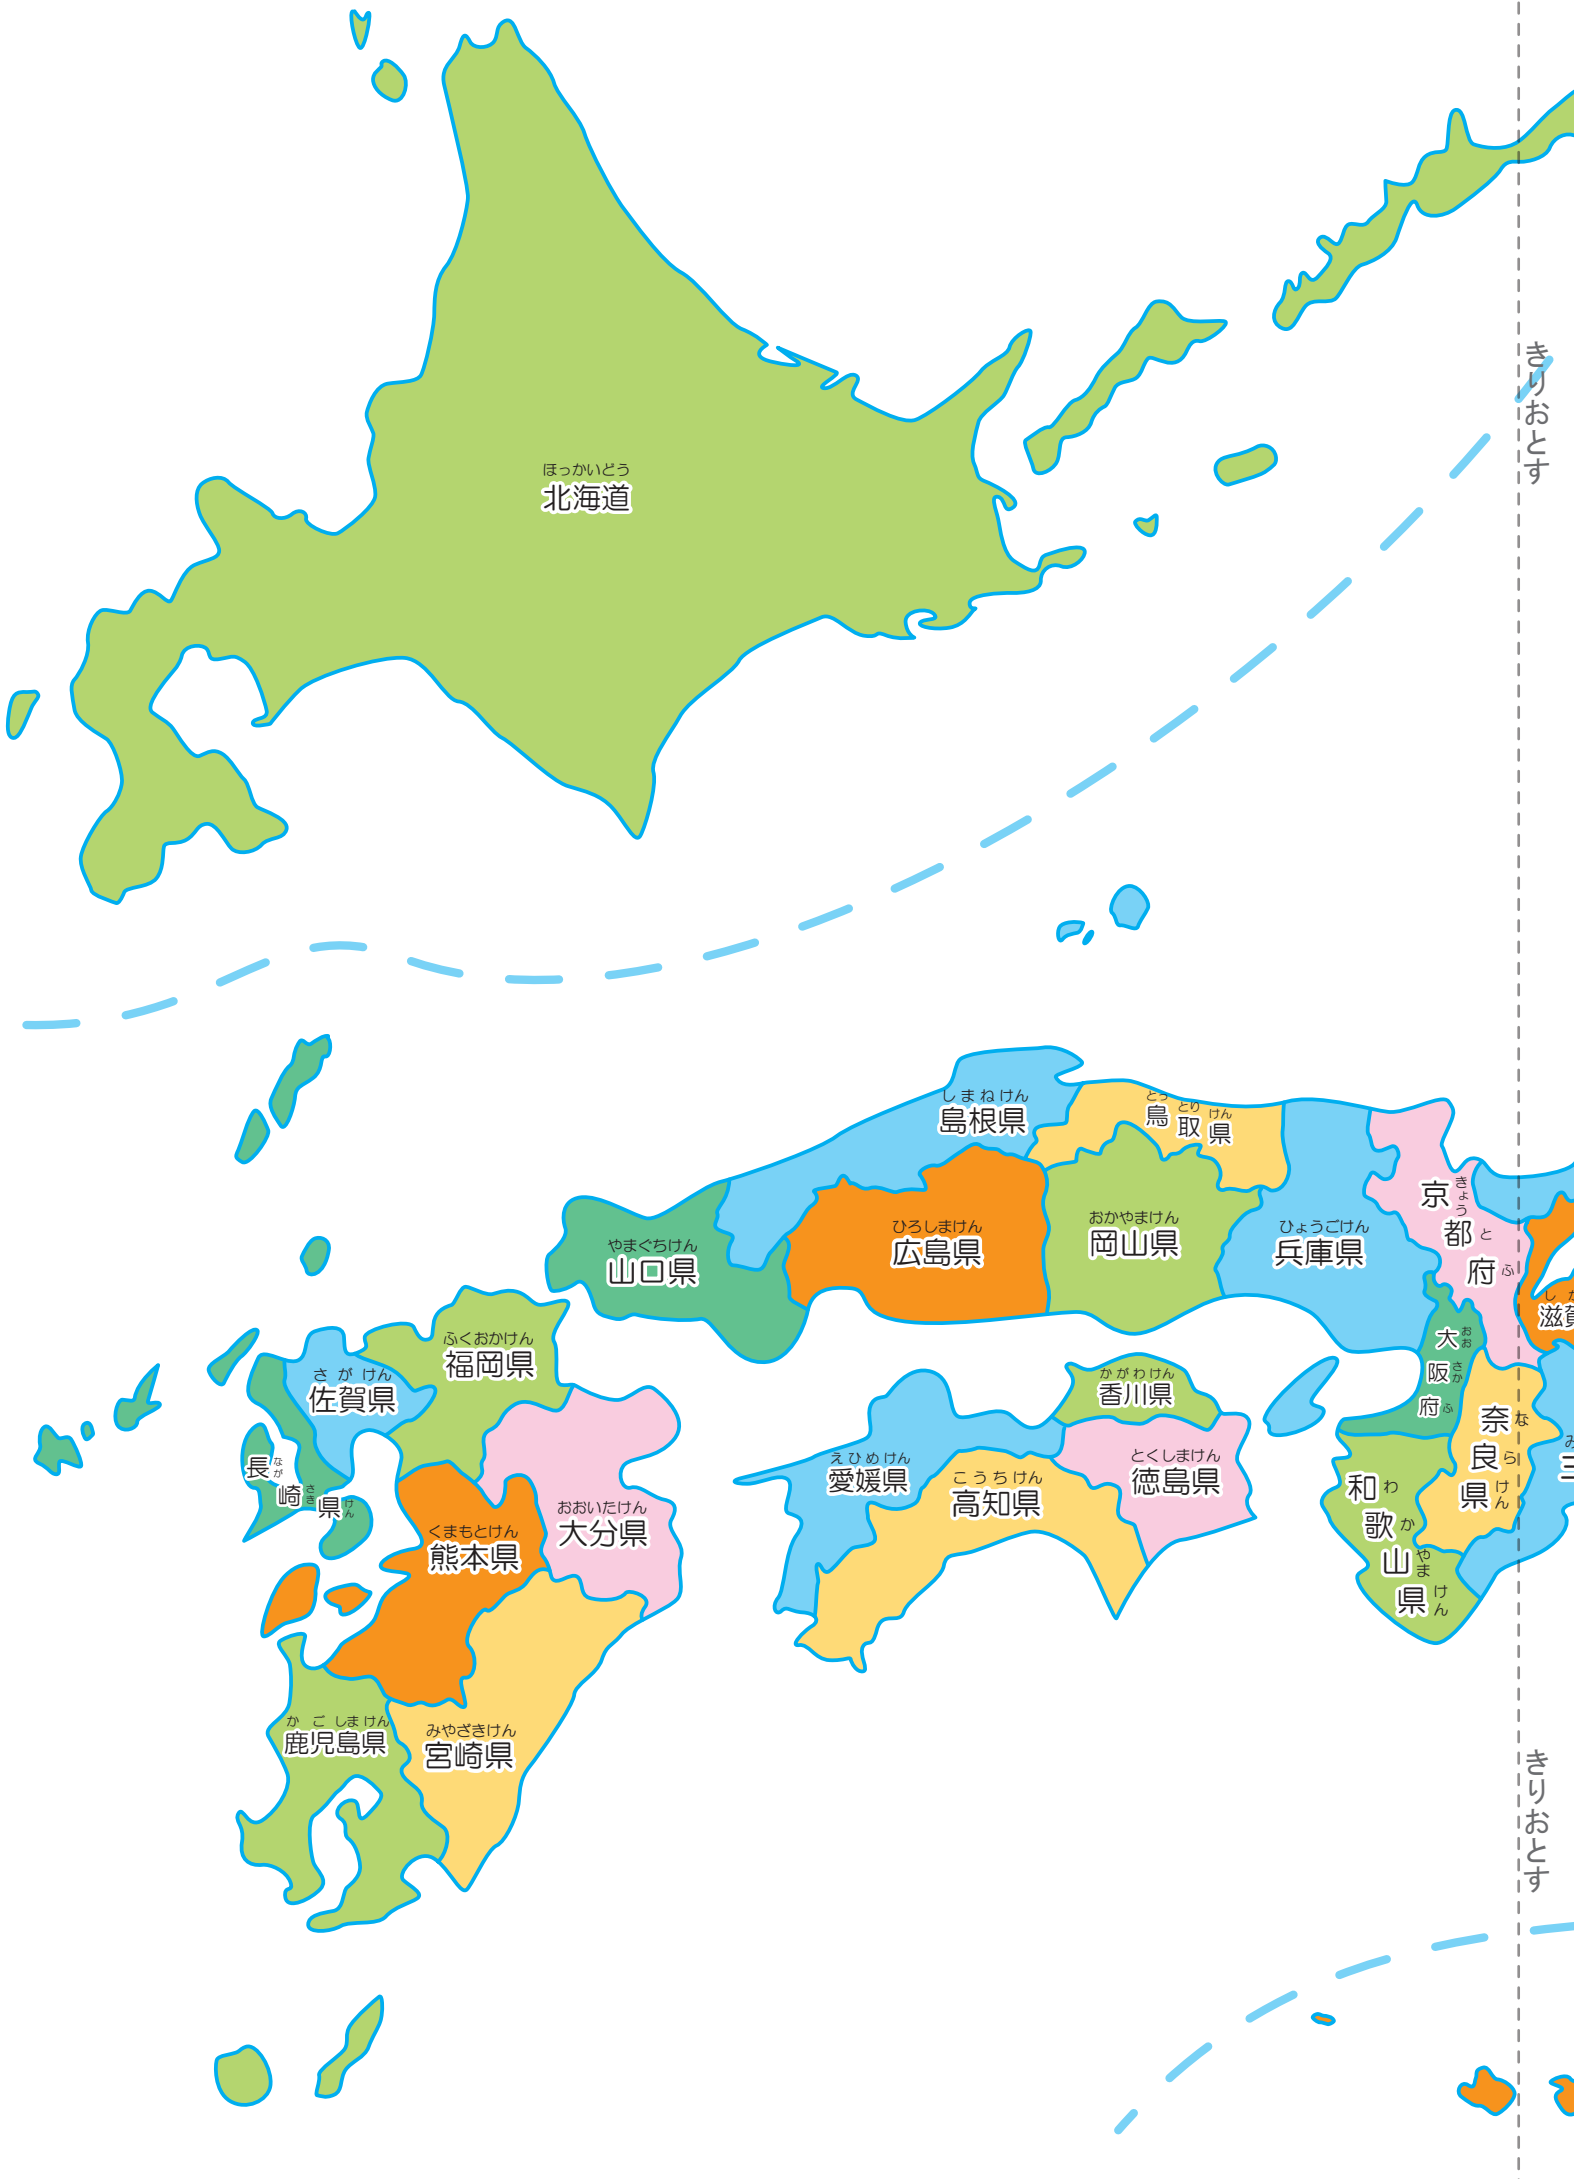 ほっかいどう
北海道
きりおとす
しまねけん
島根県
とっとりけん
鳥取県
きょうとふ
京都府
やまぐちけん
山口県
ひろしまけん
広島県
おかやまけん
岡山県
ひょうごけん
兵庫県
しが
滋賀
おおさかふ
大阪府
ふくおかけん
福岡県
さがけん
佐賀県
ながさきけん
長崎県
かがわけん
香川県
えひめけん
愛媛県
こうちけん
高知県
とくしまけん
徳島県
ならけん
奈良県
わかやまけん
和歌山県
おおいたけん
大分県
くまもとけん
熊本県
かごしまけん
鹿児島県
みやざきけん
宮崎県
きりおとす